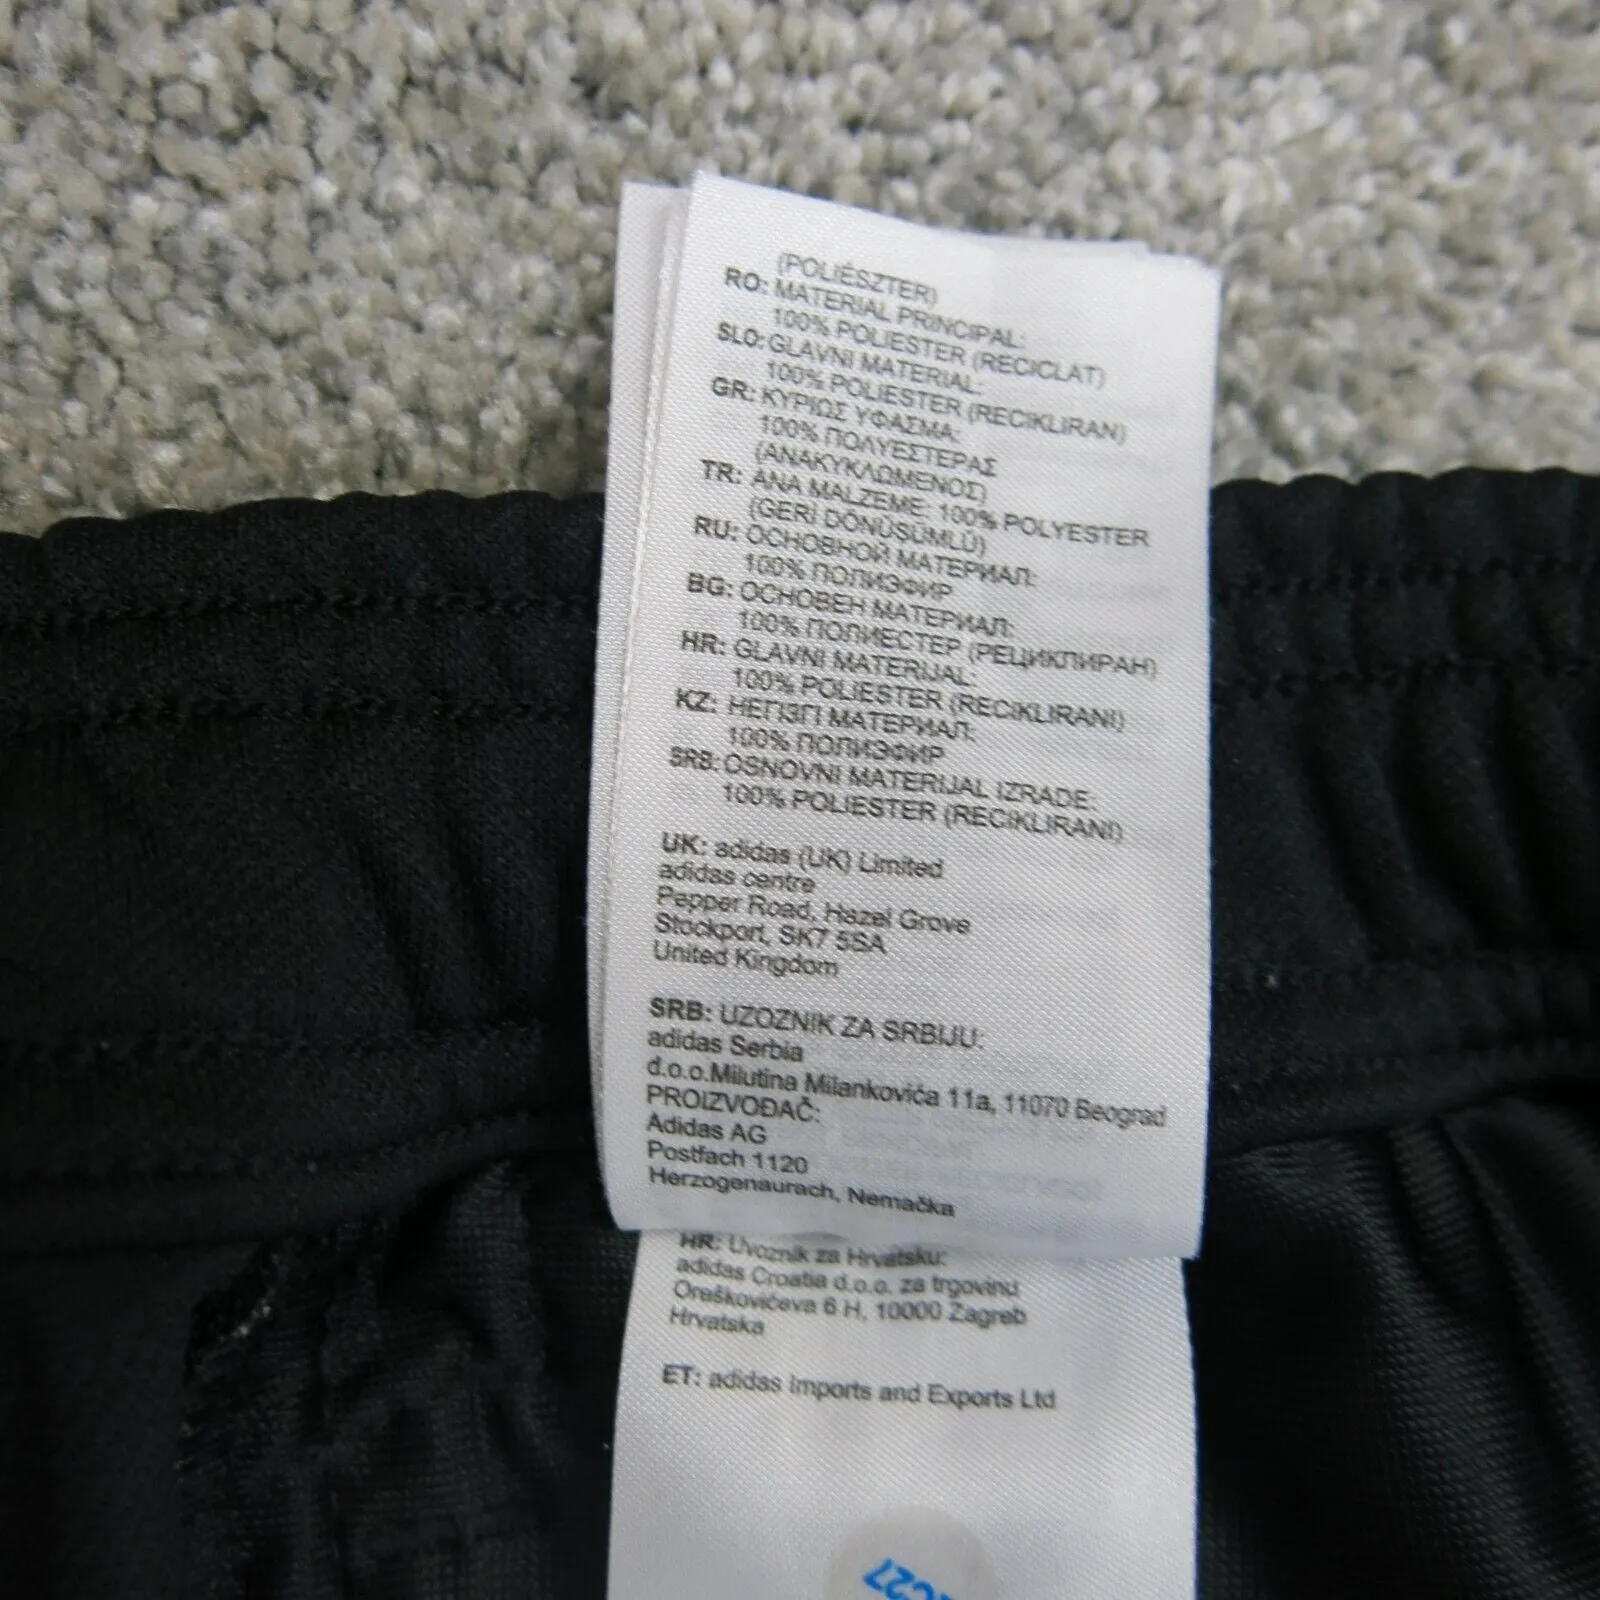 (POLIÉSZTER)
RO: MATERIAL PRINCIPAL:
100% POLIESTER (RECICLAT)
SLO: GLAVNI MATERIAL:
100% POLIESTER (RECIKLIRAN)
GR: ΚΥΡΙΩΣ ΥΦΑΣΜΑ:
100% ΠΟΛΥΕΣΤΕΡΑΣ
(ΑΝΑΚΥΚΛΩΜΕΝΟΣ)
TR: ANA MALZEME: 100% POLYESTER
(GERİ DÖNÜSÜMLÜ)
RU: ОСНОВНОЙ МАТЕРИАЛ:
100% ПОЛИЭФИР
BG: ОСНОВЕН МАТЕРИАЛ:
100% ПОЛИЕСТЕР (РЕЦИКЛИРАН)
HR: GLAVNI MATERIJAL:
100% POLIESTER (RECIKLIRANI)
KZ: НЕГІЗГІ МАТЕРИАЛ:
100% ПОЛИЭФИР
SRB: OSNOVNI MATERIJAL IZRADE:
100% POLIESTER (RECIKLIRANI)
UK: adidas (UK) Limited
adidas centre
Pepper Road, Hazel Grove
Stockport, SK7 5SA
United Kingdom
SRB: UZOZNIK ZA SRBIJU:
adidas Serbia
d.o.o.Milutina Milankovića 11a, 11070 Beograd
PROIZVOĐAČ:
Adidas AG
Postfach 1120
Herzogenaurach, Nemačka
HR: Uvoznik za Hrvatsku:
adidas Croatia d.o.o. za trgovinu
Oreškovićeva 6 H, 10000 Zagreb
Hrvatska
ET: adidas Imports and Exports Ltd